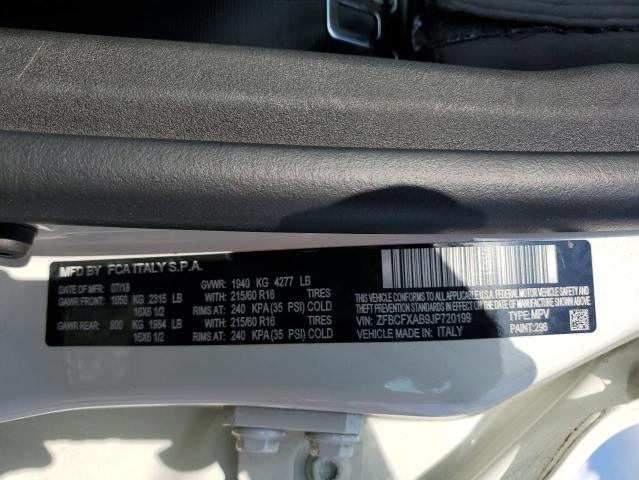 MFD BY FCA ITALY S.P.A.
DATE OF MFR: 07/18 GVWR: 1940 KG 4277 LB
GAWR FRONT: 1050 KG 2315 LB WITH: 215/60 R16 TIRES
16X6 1/2 RIMS AT: 240 KPA (35 PSI) COLD
GAWR REAR: 900 KG 1984 LB WITH: 215/60 R16 TIRES
16X6 1/2 RIMS AT: 240 KPA (35 PSI) COLD
THIS VEHICLE CONFORMS TO ALL APPLICABLE U.S. FEDERAL MOTOR VEHICLE SAFETY
AND THEFT PREVENTION STANDARDS IN EFFECT ON THE DATE OF MANUFACTURE SHOWN ABOVE.
VIN: ZFBCFXAB9JP720199 TYPE: MPV
VEHICLE MADE IN: ITALY PAINT: 296